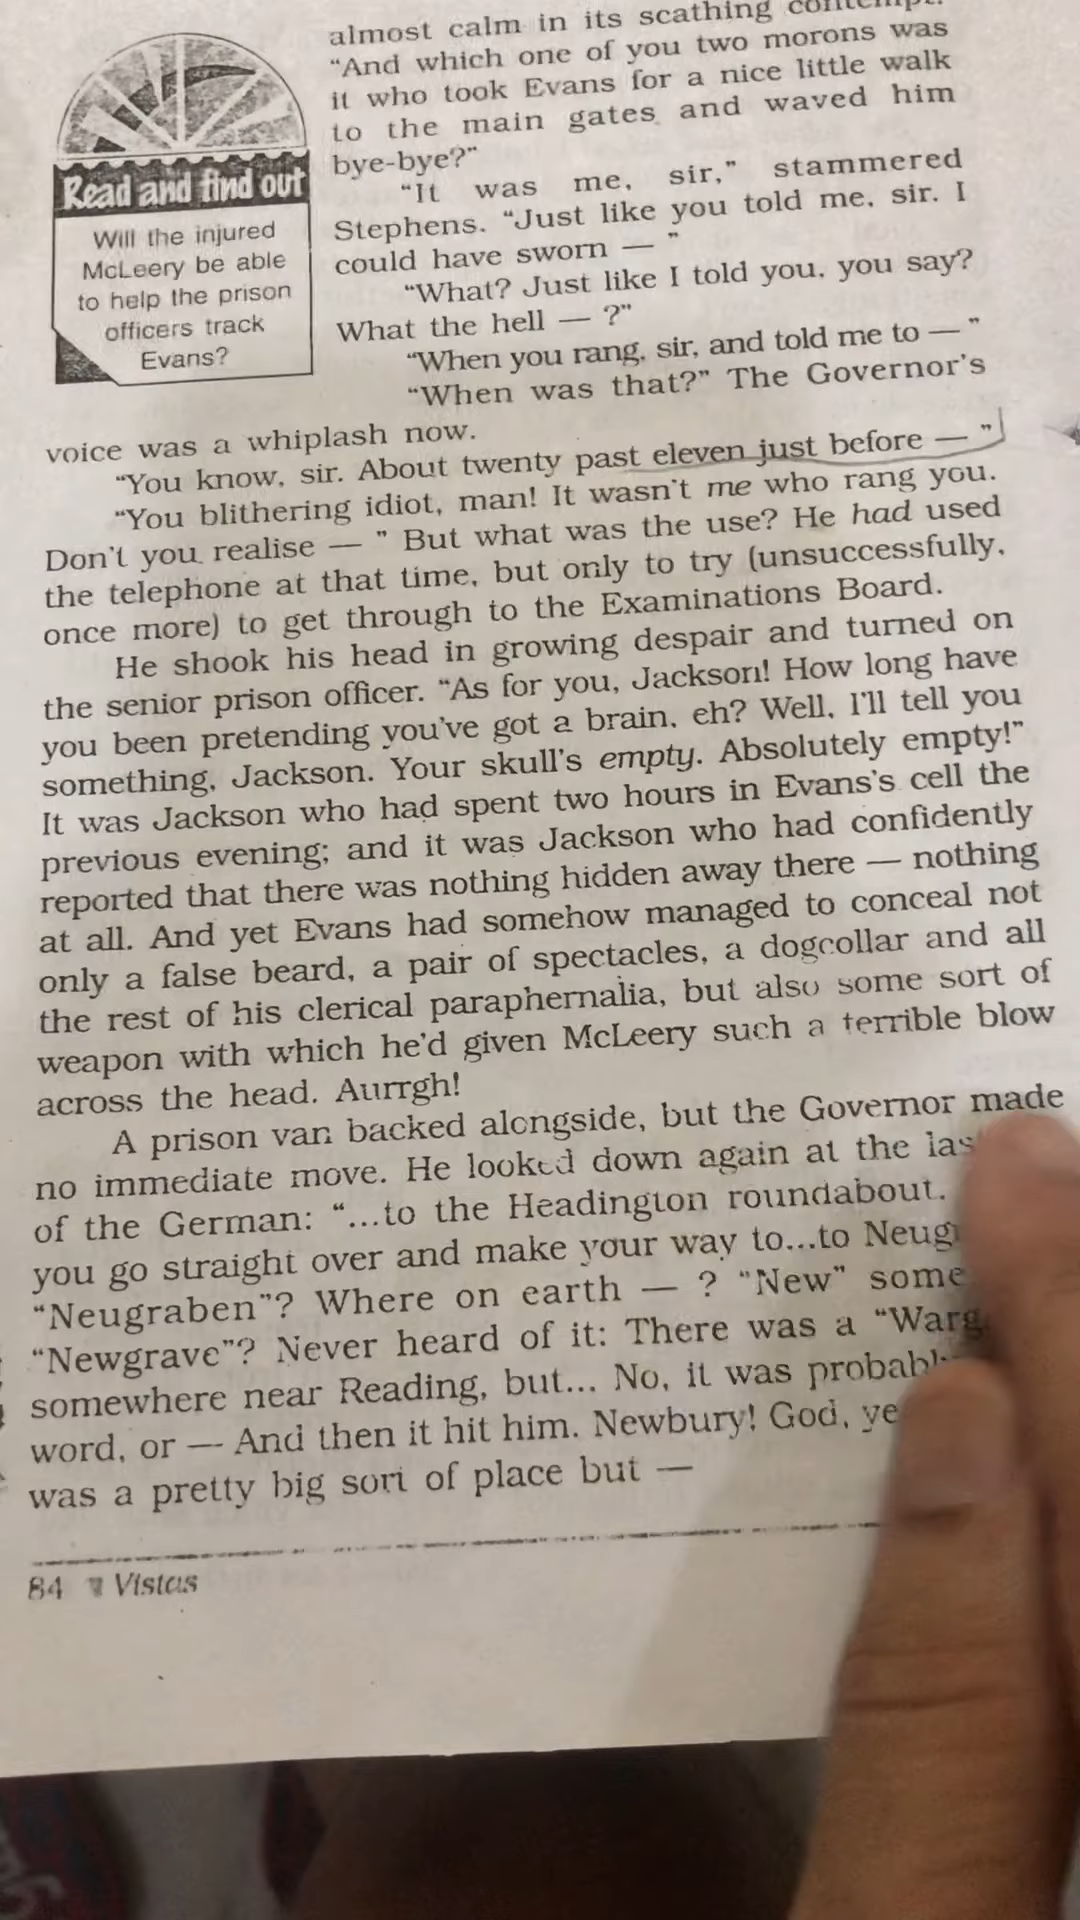 almost calm in its scathing contempt.
“And which one of you two morons was
it who took Evans for a nice little walk
to the main gates and waved him
bye-bye?”
“It was me, sir,” stammered
Stephens. “Just like you told me, sir. I
could have sworn — ”
“What? Just like I told you, you say?
What the hell — ?”
“When you rang, sir, and told me to — ”
“When was that?” The Governor’s
Read and find out
Will the injured
McLeery be able
to help the prison
officers track
Evans?
voice was a whiplash now.
“You know, sir. About twenty past eleven just before — ”
“You blithering idiot, man! It wasn’t me who rang you.
Don’t you realise — ” But what was the use? He had used
the telephone at that time, but only to try (unsuccessfully,
once more) to get through to the Examinations Board.
He shook his head in growing despair and turned on
the senior prison officer. “As for you, Jackson! How long have
you been pretending you’ve got a brain, eh? Well, I’ll tell you
something, Jackson. Your skull’s empty. Absolutely empty!”
It was Jackson who had spent two hours in Evans’s cell the
previous evening; and it was Jackson who had confidently
reported that there was nothing hidden away there — nothing
at all. And yet Evans had somehow managed to conceal not
only a false beard, a pair of spectacles, a dogcollar and all
the rest of his clerical paraphernalia, but also some sort of
weapon with which he’d given McLeery such a terrible blow
across the head. Aurrgh!
A prison van backed alongside, but the Governor made
no immediate move. He looked down again at the
of the German: “...to the Headington roundabout.
you go straight over and make your way to...to
“Neugraben”? Where on earth — ? “New”
“Newgrave”? Never heard of it: There was a
somewhere near Reading, but... No, it was
word, or — And then it hit him. Newbury! God,
was a pretty big sort of place but —
84 Vistas